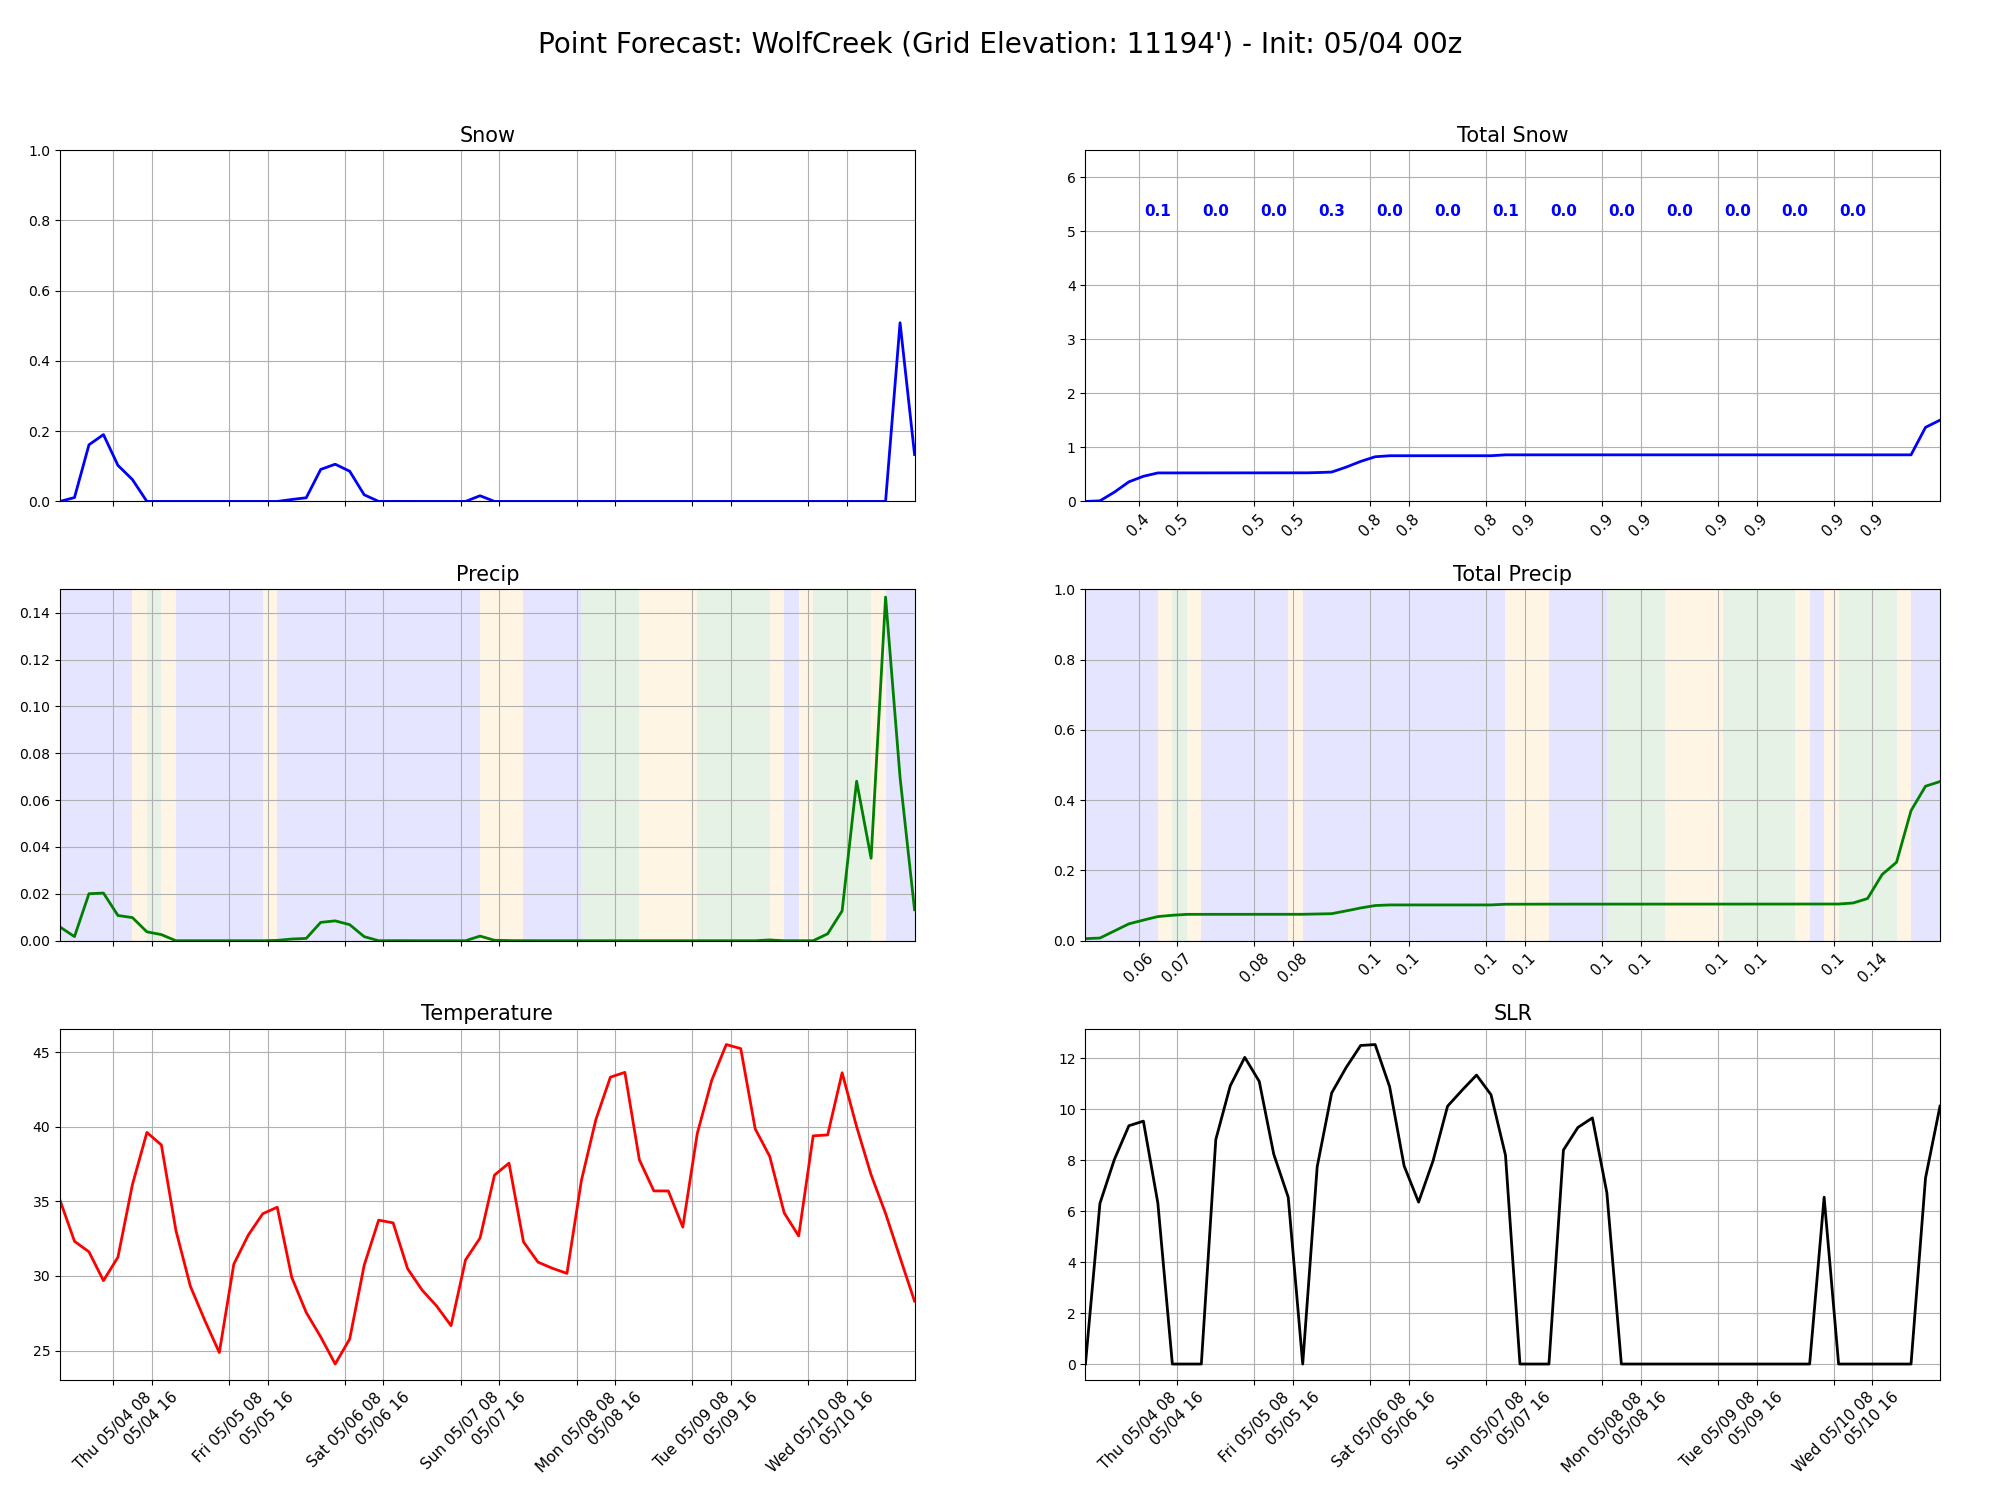 Point Forecast: WolfCreek (Grid Elevation: 11194') - Init: 05/04 00z
Snow
1.0
0.8
0.6
0.4
0.2
0.0
Total Snow
6
5
4
3
2
1
0
0.1 0.0 0.0 0.3 0.0 0.0 0.1 0.0 0.0 0.0 0.0 0.0 0.0
0.4 0.5 0.5 0.5 0.8 0.8 0.8 0.9 0.9 0.9 0.9 0.9 0.9 0.9
Precip
0.14
0.12
0.10
0.08
0.06
0.04
0.02
0.00
Total Precip
1.0
0.8
0.6
0.4
0.2
0.0
0.06 0.07 0.08 0.08 0.1 0.1 0.1 0.1 0.1 0.1 0.1 0.1 0.1 0.14
Temperature
45
40
35
30
25
Thu 05/04 08
05/04 16
Fri 05/05 08
05/05 16
Sat 05/06 08
05/06 16
Sun 05/07 08
05/07 16
Mon 05/08 08
05/08 16
Tue 05/09 08
05/09 16
Wed 05/10 08
05/10 16
SLR
12
10
8
6
4
2
0
Thu 05/04 08
05/04 16
Fri 05/05 08
05/05 16
Sat 05/06 08
05/06 16
Sun 05/07 08
05/07 16
Mon 05/08 08
05/08 16
Tue 05/09 08
05/09 16
Wed 05/10 08
05/10 16